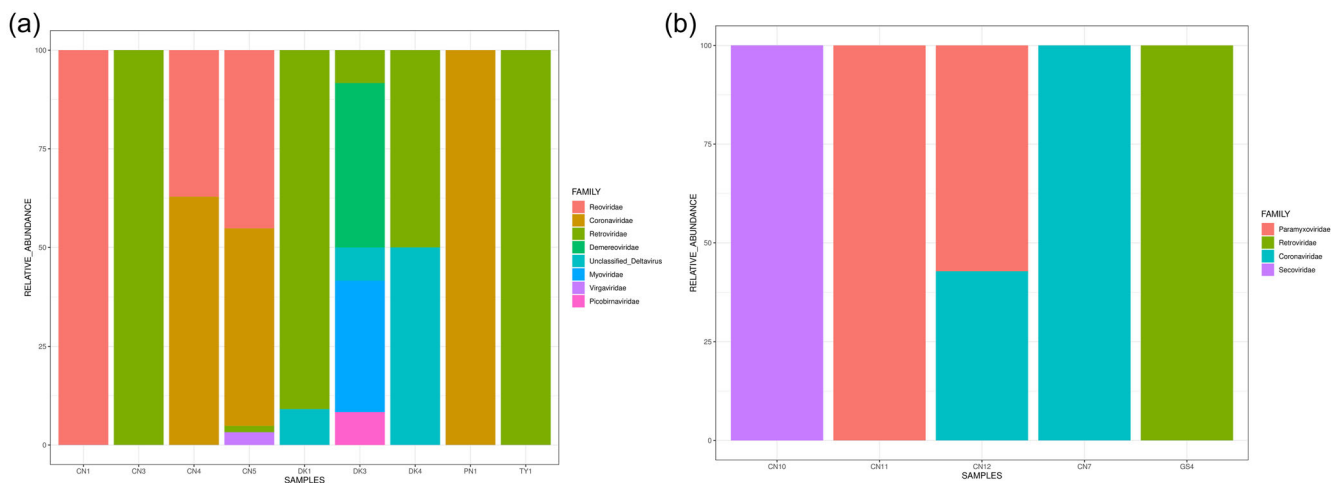 (a)
100
75
50
25
0
RELATIVE_ABUNDANCE
CN1 CN3 CN4 CN5 DK1 DK3 DK4 PN1 TY1
SAMPLES
FAMILY
Reoviridae
Coronaviridae
Retroviridae
Demereoviridae
Unclassified_Deltavirus
Myoviridae
Virgaviridae
Picobirnaviridae
(b)
100
75
50
25
0
RELATIVE_ABUNDANCE
CN10 CN11 CN12 CN7 GS4
SAMPLES
FAMILY
Paramyxoviridae
Retroviridae
Coronaviridae
Secoviridae